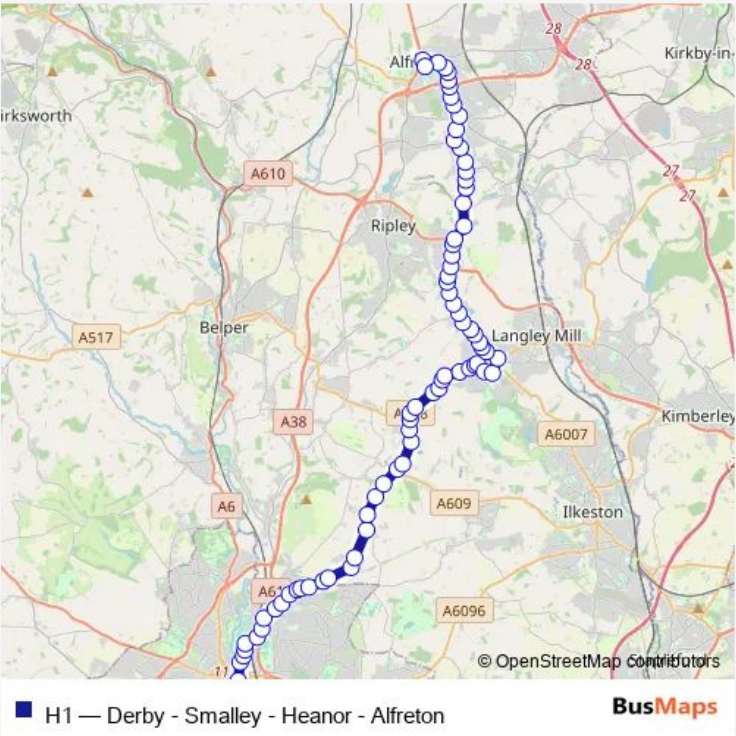 28
28
Kirkby-in-
Alf
irksworth
A610
27
27
Ripley
Langley Mill
A517
Belper
A38
Kimberley
A6007
A6
A609
Ilkeston
A61
A6096
11
© OpenStreetMap contributors
H1 — Derby - Smalley - Heanor - Alfreton
BusMaps